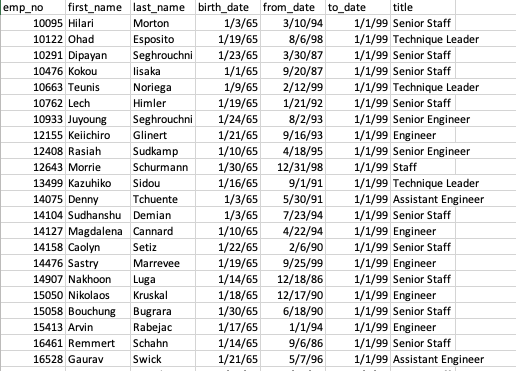 emp_no first_name last_name birth_date from_date to_date title
10095 Hilari Morton 1/3/65 3/10/94 1/1/99 Senior Staff
10122 Ohad Esposito 1/19/65 8/6/98 1/1/99 Technique Leader
10291 Dipayan Seghrouchni 1/23/65 3/30/87 1/1/99 Senior Staff
10476 Kokou Iisaka 1/1/65 9/20/87 1/1/99 Senior Staff
10663 Teunis Noriega 1/9/65 2/12/99 1/1/99 Technique Leader
10762 Lech Himler 1/19/65 1/21/92 1/1/99 Senior Staff
10933 Juyoung Seghrouchni 1/24/65 8/2/93 1/1/99 Senior Engineer
12155 Keiichiro Glinert 1/21/65 9/16/93 1/1/99 Engineer
12408 Rasiah Sudkamp 1/10/65 4/18/95 1/1/99 Senior Engineer
12643 Morrie Schurmann 1/30/65 12/31/98 1/1/99 Staff
13499 Kazuhiko Sidou 1/16/65 9/1/91 1/1/99 Technique Leader
14075 Denny Tchuente 1/3/65 5/30/91 1/1/99 Assistant Engineer
14104 Sudhanshu Demian 1/3/65 7/23/94 1/1/99 Senior Staff
14127 Magdalena Cannard 1/10/65 4/22/94 1/1/99 Engineer
14158 Caolyn Setiz 1/22/65 2/6/90 1/1/99 Senior Staff
14476 Sastry Marrevee 1/19/65 9/25/99 1/1/99 Engineer
14907 Nakhoon Luga 1/14/65 12/18/86 1/1/99 Senior Staff
15050 Nikolaos Kruskal 1/18/65 12/17/90 1/1/99 Engineer
15058 Bouchung Bugrara 1/30/65 6/18/90 1/1/99 Senior Staff
15413 Arvin Rabejac 1/17/65 1/1/94 1/1/99 Engineer
16461 Remmert Schahn 1/14/65 9/6/86 1/1/99 Senior Staff
16528 Gaurav Swick 1/21/65 5/7/96 1/1/99 Assistant Engineer